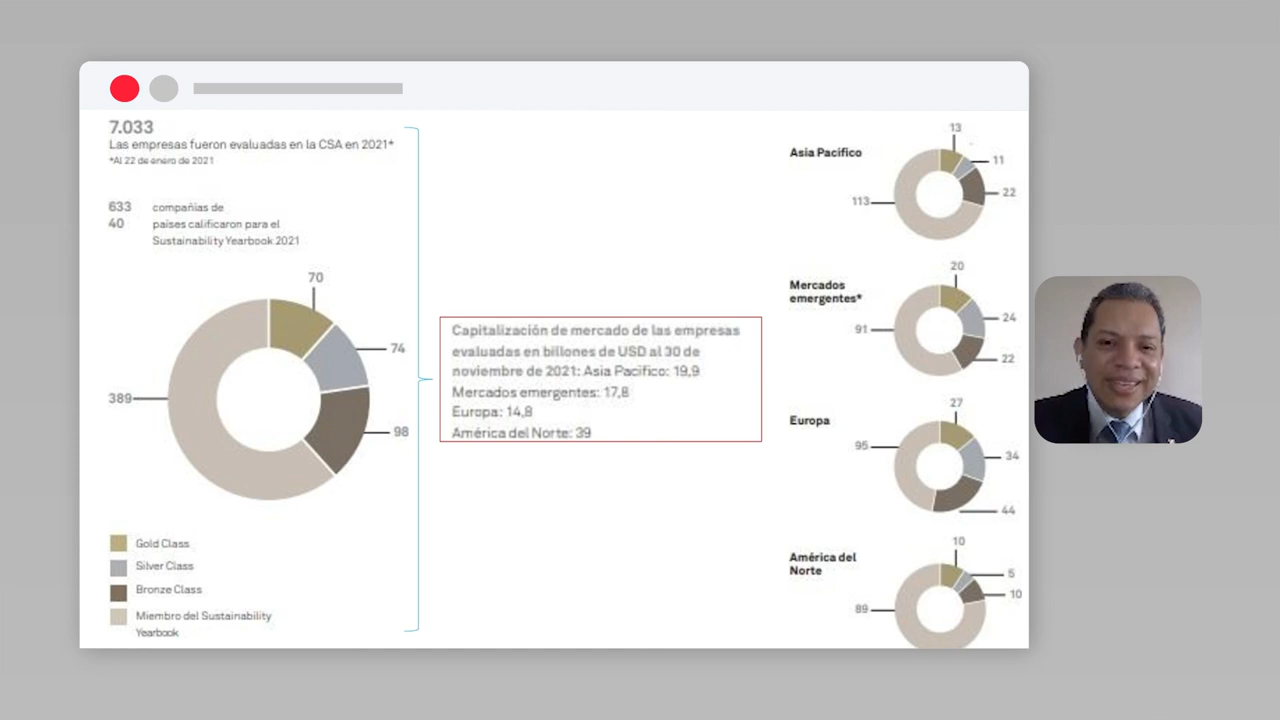 7.033
Las empresas fueron evaluadas en la CSA en 2021*
*Al 22 de enero de 2021
633 compañias de
40 países calificaron para el
Sustainability Yearbook 2021
70
74
389
98
Gold Class
Silver Class
Bronze Class
Miembro del Sustainability
Yearbook
Capitalización de mercado de las empresas
evaluadas en billones de USD al 30 de
noviembre de 2021: Asia Pacifico: 19,9
Mercados emergentes: 17,8
Europa: 14,8
América del Norte: 39
Asia Pacífico
13
11
22
113
Mercados
emergentes*
20
24
91
22
Europa
27
95
34
44
América del
Norte
10
5
10
89